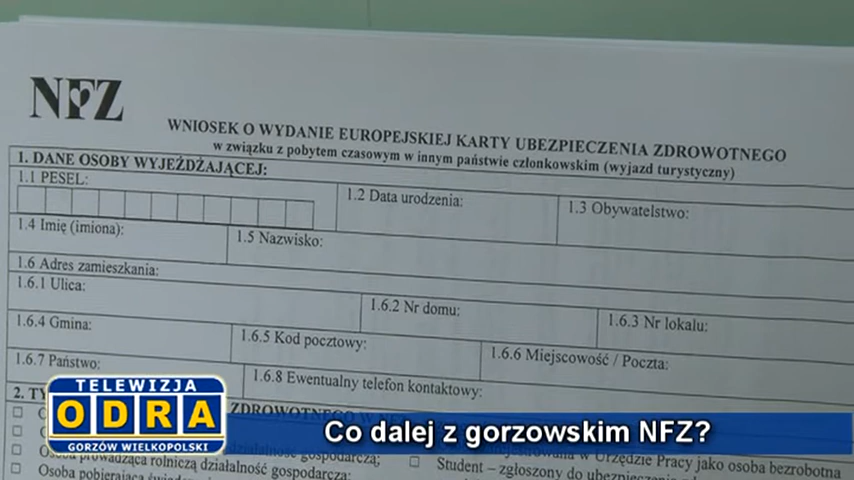 NFZ
WNIOSEK O WYDANIE EUROPEJSKIEJ KARTY UBEZPIECZENIA ZDROWOTNEGO
w związku z pobytem czasowym w innym państwie członkowskim (wyjazd turystyczny)
1. DANE OSOBY WYJEŻDŻAJĄCEJ:
1.1 PESEL:
1.2 Data urodzenia:
1.3 Obywatelstwo:
1.4 Imię (imiona):
1.5 Nazwisko:
1.6 Adres zamieszkania:
1.6.1 Ulica:
1.6.2 Nr domu:
1.6.3 Nr lokalu:
1.6.4 Gmina:
1.6.5 Kod pocztowy:
1.6.6 Miejscowość / Poczta:
1.6.7 Państwo:
1.6.8 Ewentualny telefon kontaktowy:
2. ZDROWOTNEGO
w Urzędzie Pracy jako osoba bezrobotna
prowadząca rolniczą działalność gospodarczą;
Student – zgłoszony do ubezpieczenia
Osoba pobierająca
TELEWIZJA
ODRA
GORZÓW WIELKOPOLSKI
Co dalej z gorzowskim NFZ?